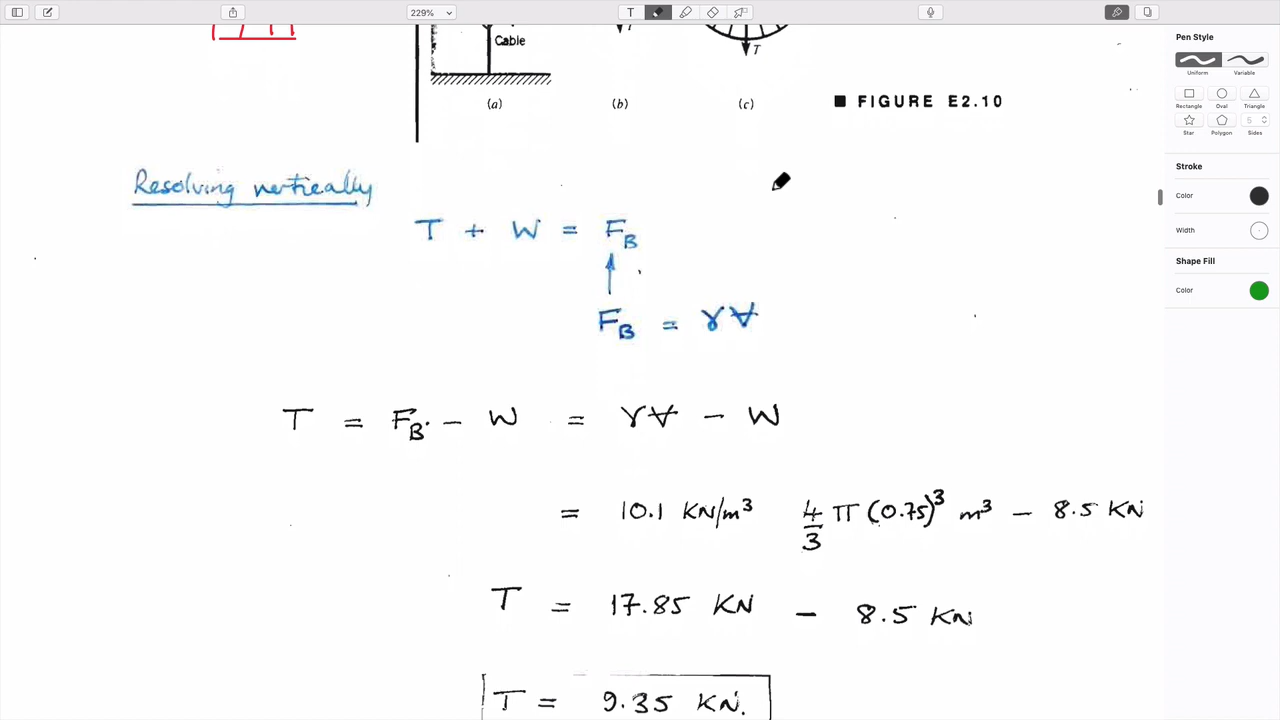 229%
T
Cable
T
T
(a) (b) (c)
■ FIGURE E2.10
Resolving vertically
T + W = F_B
F_B = γ∀
T = F_B - W = γ∀ - W
= 10.1 KN/m³ 4/3 π (0.75)³ m³ - 8.5 KN
T = 17.85 KN - 8.5 KN
T = 9.35 KN.
Pen Style
Uniform Variable
Rectangle Oval Triangle
5
Star Polygon Sides
Stroke
Color
Width
Shape Fill
Color